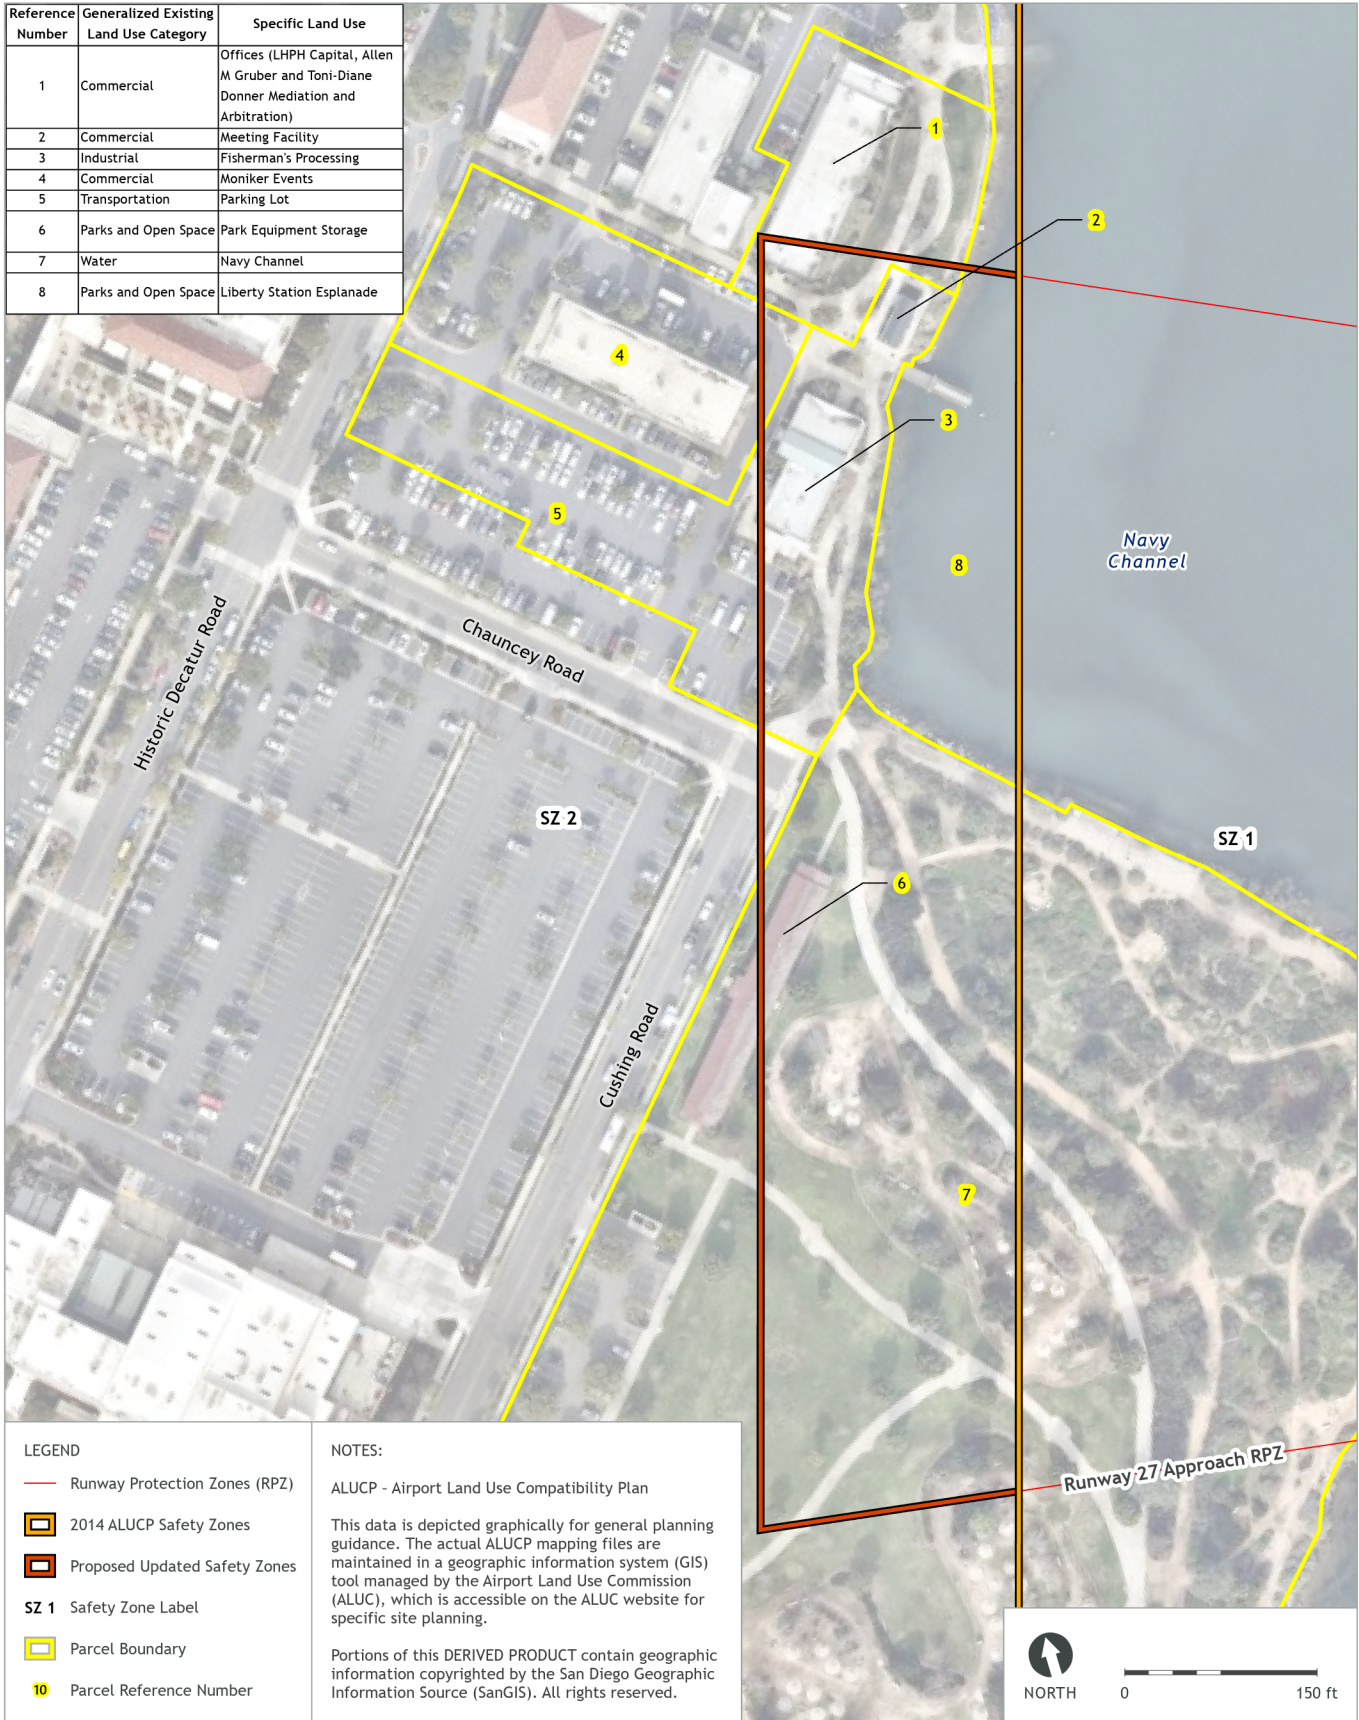 Reference Number
Generalized Existing Land Use Category
Specific Land Use
1
Commercial
Offices (LHPH Capital, Allen
M Gruber and Toni-Diane
Donner Mediation and
Arbitration)
2 Commercial Meeting Facility
3 Industrial Fisherman's Processing
4 Commercial Moniker Events
5 Transportation Parking Lot
6 Parks and Open Space Park Equipment Storage
7 Water Navy Channel
8 Parks and Open Space Liberty Station Esplanade
1
2
4
3
5
Navy
Channel
8
Chauncey Road
Historic Decatur Road
SZ 2
SZ 1
6
Cushing Road
7
Runway 27 Approach RPZ
LEGEND
Runway Protection Zones (RPZ)
2014 ALUCP Safety Zones
Proposed Updated Safety Zones
SZ 1 Safety Zone Label
Parcel Boundary
10 Parcel Reference Number
NOTES:
ALUCP - Airport Land Use Compatibility Plan
This data is depicted graphically for general planning
guidance. The actual ALUCP mapping files are
maintained in a geographic information system (GIS)
tool managed by the Airport Land Use Commission
(ALUC), which is accessible on the ALUC website for
specific site planning.
Portions of this DERIVED PRODUCT contain geographic
information copyrighted by the San Diego Geographic
Information Source (SanGIS). All rights reserved.
NORTH
0 150 ft